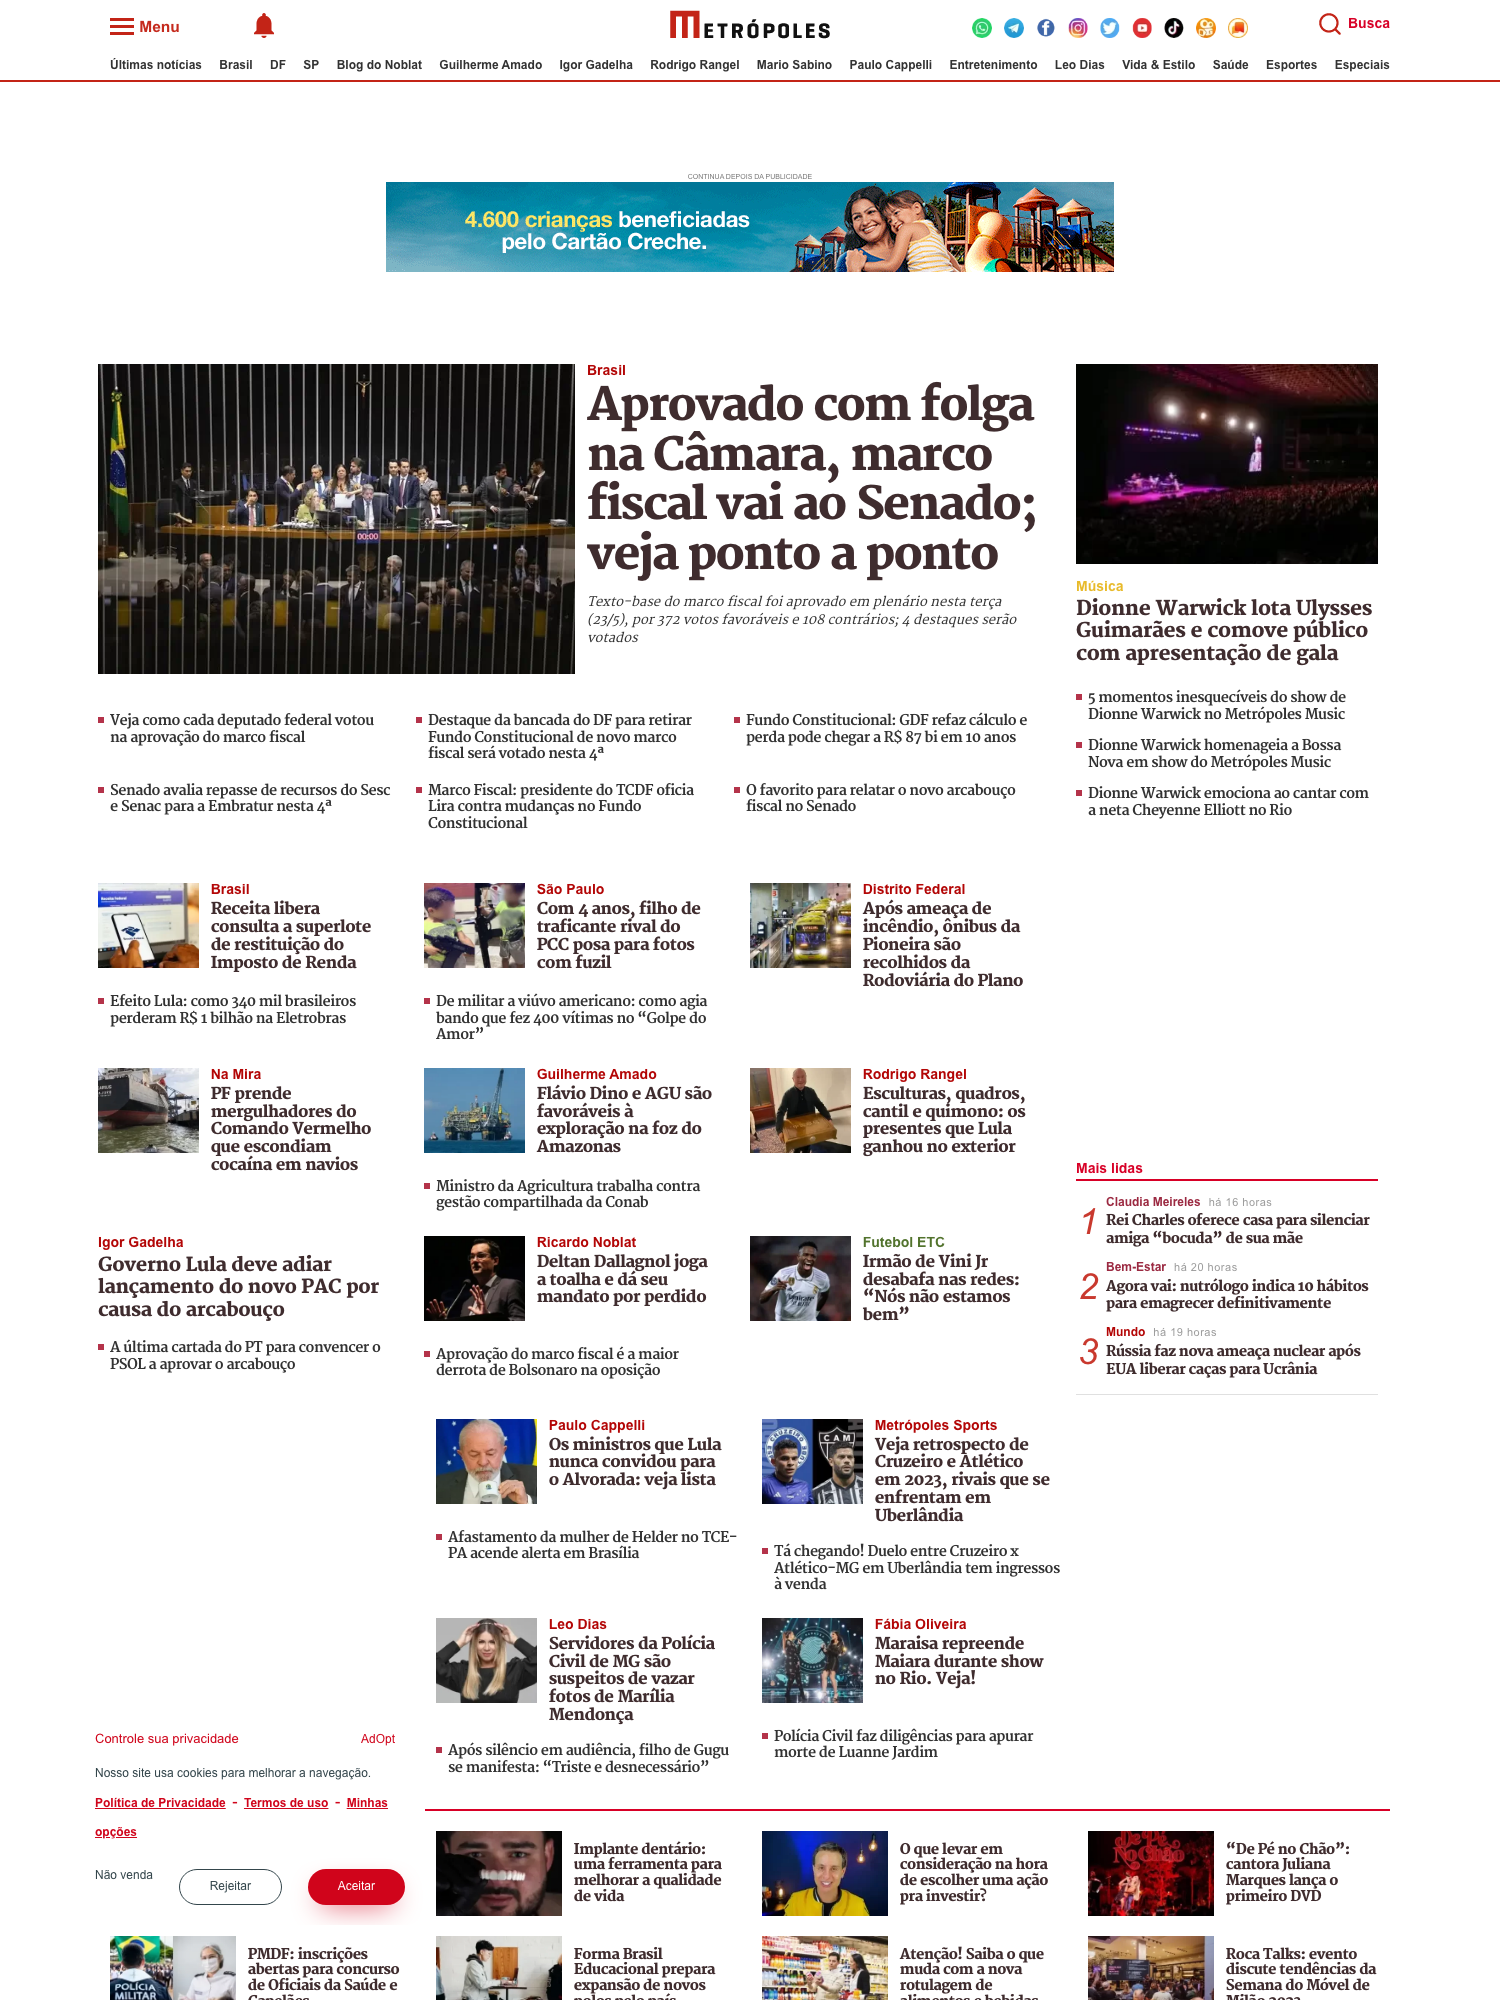 Menu
METRÓPOLES
Busca
Últimas notícias Brasil DF SP Blog do Noblat Guilherme Amado Igor Gadelha Rodrigo Rangel Mario Sabino Paulo Cappelli Entretenimento Leo Dias Vida & Estilo Saúde Esportes Especiais
CONTINUA DEPOIS DA PUBLICIDADE
4.600 crianças beneficiadas
pelo Cartão Creche.
Brasil
Aprovado com folga
na Câmara, marco
fiscal vai ao Senado;
veja ponto a ponto
Texto-base do marco fiscal foi aprovado em plenário nesta terça
(23/5), por 372 votos favoráveis e 108 contrários; 4 destaques serão
votados
00:00
Música
Dionne Warwick lota Ulysses
Guimarães e comove público
com apresentação de gala
5 momentos inesquecíveis do show de
Dionne Warwick no Metrópoles Music
Dionne Warwick homenageia a Bossa
Nova em show do Metrópoles Music
Dionne Warwick emociona ao cantar com
a neta Cheyenne Elliott no Rio
Veja como cada deputado federal votou
na aprovação do marco fiscal
Destaque da bancada do DF para retirar
Fundo Constitucional de novo marco
fiscal será votado nesta 4ª
Fundo Constitucional: GDF refaz cálculo e
perda pode chegar a R$ 87 bi em 10 anos
Senado avalia repasse de recursos do Sesc
e Senac para a Embratur nesta 4ª
Marco Fiscal: presidente do TCDF oficia
Lira contra mudanças no Fundo
Constitucional
O favorito para relatar o novo arcabouço
fiscal no Senado
Brasil
Receita libera
consulta a superlote
de restituição do
Imposto de Renda
Efeito Lula: como 340 mil brasileiros
perderam R$ 1 bilhão na Eletrobras
São Paulo
Com 4 anos, filho de
traficante rival do
PCC posa para fotos
com fuzil
De militar a viúvo americano: como agia
bando que fez 400 vítimas no “Golpe do
Amor”
Distrito Federal
Após ameaça de
incêndio, ônibus da
Pioneira são
recolhidos da
Rodoviária do Plano
Na Mira
PF prende
mergulhadores do
Comando Vermelho
que escondiam
cocaína em navios
Guilherme Amado
Flávio Dino e AGU são
favoráveis à
exploração na foz do
Amazonas
Ministro da Agricultura trabalha contra
gestão compartilhada da Conab
Rodrigo Rangel
Esculturas, quadros,
cantil e quimono: os
presentes que Lula
ganhou no exterior
Mais lidas
1
Claudia Meireles há 16 horas
Rei Charles oferece casa para silenciar
amiga “bocuda” de sua mãe
2
Bem-Estar há 20 horas
Agora vai: nutrólogo indica 10 hábitos
para emagrecer definitivamente
3
Mundo há 19 horas
Rússia faz nova ameaça nuclear após
EUA liberar caças para Ucrânia
Igor Gadelha
Governo Lula deve adiar
lançamento do novo PAC por
causa do arcabouço
A última cartada do PT para convencer o
PSOL a aprovar o arcabouço
Ricardo Noblat
Deltan Dallagnol joga
a toalha e dá seu
mandato por perdido
Aprovação do marco fiscal é a maior
derrota de Bolsonaro na oposição
Futebol ETC
Irmão de Vini Jr
desabafa nas redes:
“Nós não estamos
bem”
Paulo Cappelli
Os ministros que Lula
nunca convidou para
o Alvorada: veja lista
Afastamento da mulher de Helder no TCE-
PA acende alerta em Brasília
CRUZEIRO
CAM
Metrópoles Sports
Veja retrospecto de
Cruzeiro e Atlético
em 2023, rivais que se
enfrentam em
Uberlândia
Tá chegando! Duelo entre Cruzeiro x
Atlético-MG em Uberlândia tem ingressos
à venda
Leo Dias
Servidores da Polícia
Civil de MG são
suspeitos de vazar
fotos de Marília
Mendonça
Após silêncio em audiência, filho de Gugu
se manifesta: “Triste e desnecessário”
Fábia Oliveira
Maraisa repreende
Maiara durante show
no Rio. Veja!
Polícia Civil faz diligências para apurar
morte de Luanne Jardim
Controle sua privacidade AdOpt
Nosso site usa cookies para melhorar a navegação.
Política de Privacidade - Termos de uso - Minhas
opções
Não venda
Rejeitar
Aceitar
Implante dentário:
uma ferramenta para
melhorar a qualidade
de vida
O que levar em
consideração na hora
de escolher uma ação
pra investir?
De Pé
No Chão
“De Pé no Chão”:
cantora Juliana
Marques lança o
primeiro DVD
POLÍCIA
MILITAR
PMDF: inscrições
abertas para concurso
de Oficiais da Saúde e
Capelães
Forma Brasil
Educacional prepara
expansão de novos
polos pelo país
Atenção! Saiba o que
muda com a nova
rotulagem de
alimentos e bebidas
Roca Talks: evento
discute tendências da
Semana do Móvel de
Milão 2023